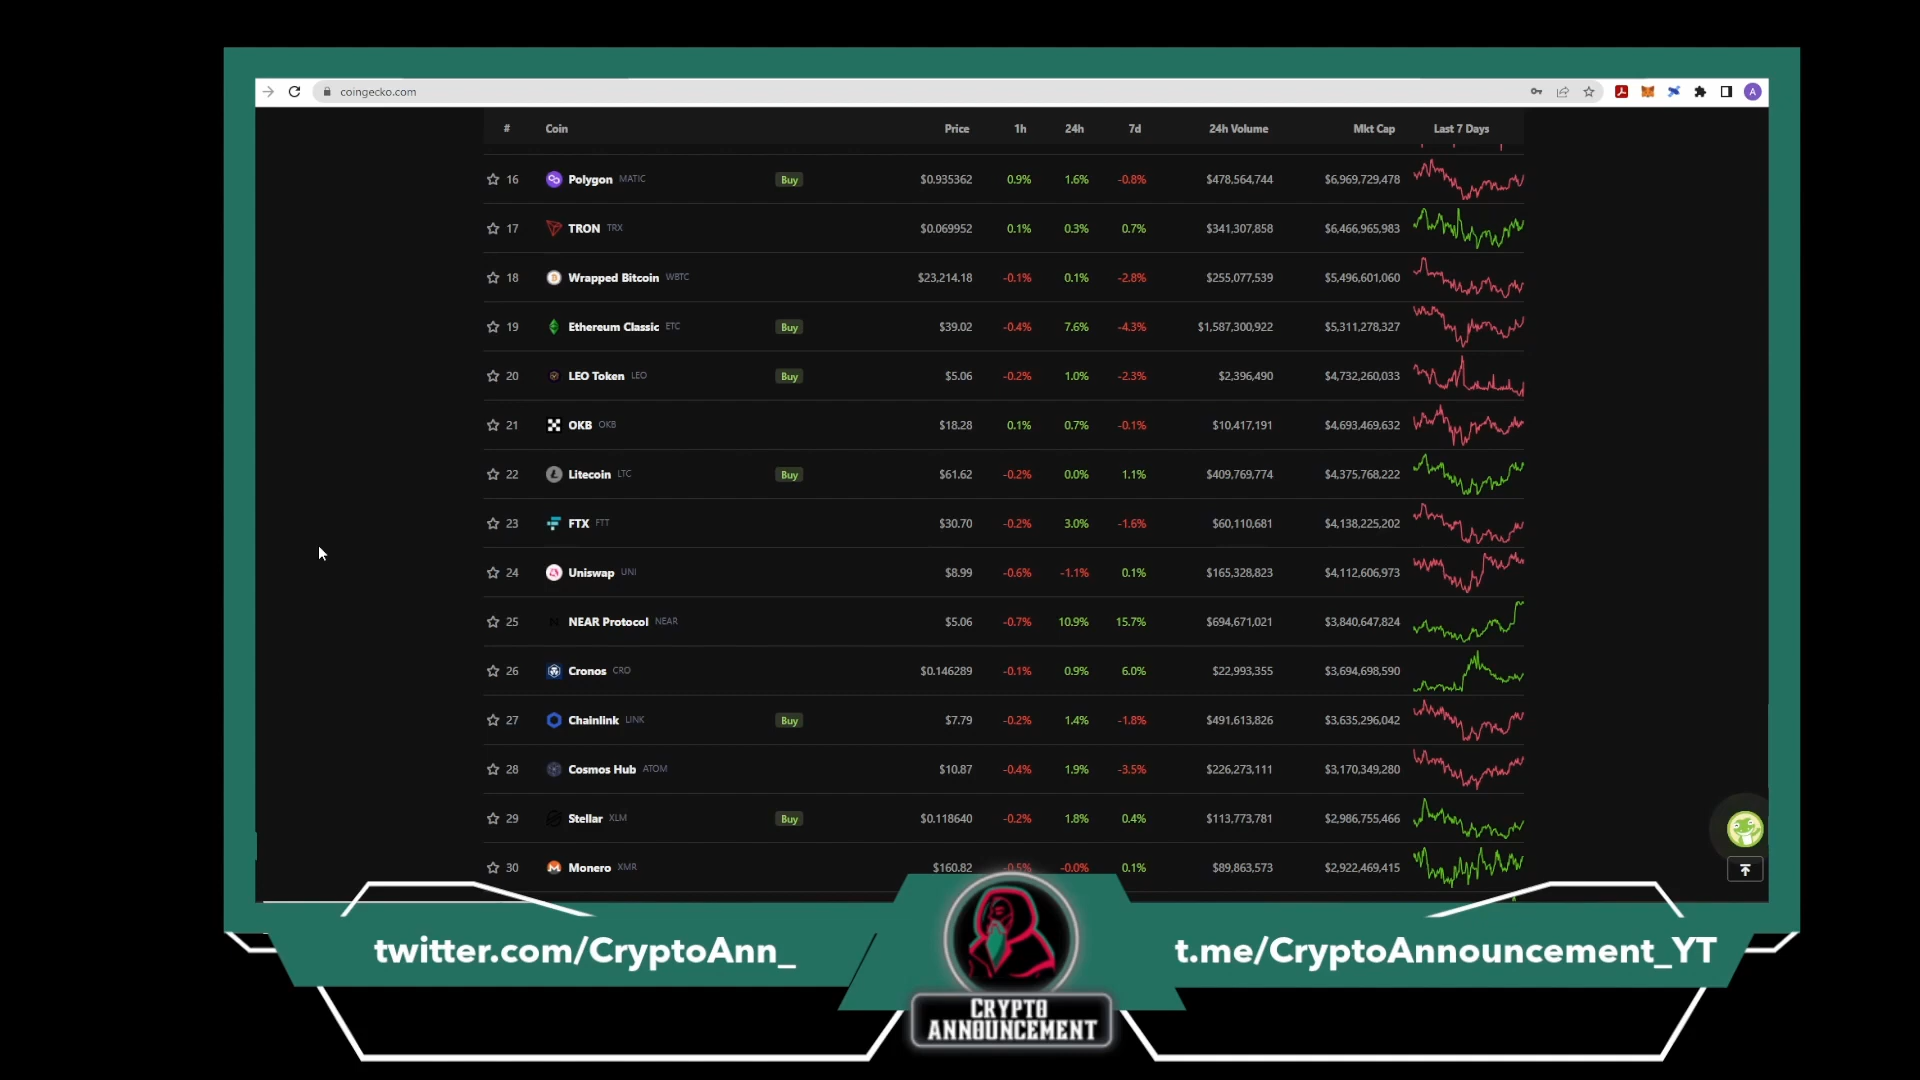 coingecko.com
A
# Coin Price 1h 24h 7d 24h Volume Mkt Cap Last 7 Days
16 Polygon MATIC Buy $0.935362 0.9% 1.6% -0.8% $478,564,744 $6,969,729,478
17 TRON TRX $0.069952 0.1% 0.3% 0.7% $341,307,858 $6,466,965,983
18 Wrapped Bitcoin WBTC $23,214.18 -0.1% 0.1% -2.8% $255,077,539 $5,496,601,060
19 Ethereum Classic ETC Buy $39.02 -0.4% 7.6% -4.3% $1,587,300,922 $5,311,278,327
20 LEO Token LEO Buy $5.06 -0.2% 1.0% -2.3% $2,396,490 $4,732,260,033
21 OKB OKB $18.28 0.1% 0.7% -0.1% $10,417,191 $4,693,469,632
22 Litecoin LTC Buy $61.62 -0.2% 0.0% 1.1% $409,769,774 $4,375,768,222
23 FTX FTT $30.70 -0.2% 3.0% -1.6% $60,110,681 $4,138,225,202
24 Uniswap UNI $8.99 -0.6% -1.1% 0.1% $165,328,823 $4,112,606,973
25 NEAR Protocol NEAR $5.06 -0.7% 10.9% 15.7% $694,671,021 $3,840,647,824
26 Cronos CRO $0.146289 -0.1% 0.9% 6.0% $22,993,355 $3,694,698,590
27 Chainlink LINK Buy $7.79 -0.2% 1.4% -1.8% $491,613,826 $3,635,296,042
28 Cosmos Hub ATOM $10.87 -0.4% 1.9% -3.5% $226,273,111 $3,170,349,280
29 Stellar XLM Buy $0.118640 -0.2% 1.8% 0.4% $113,773,781 $2,986,755,466
30 Monero XMR $160.82 -0.5% -0.0% 0.1% $89,863,573 $2,922,469,415
twitter.com/CryptoAnn_
t.me/CryptoAnnouncement_YT
CRYPTO
ANNOUNCEMENT